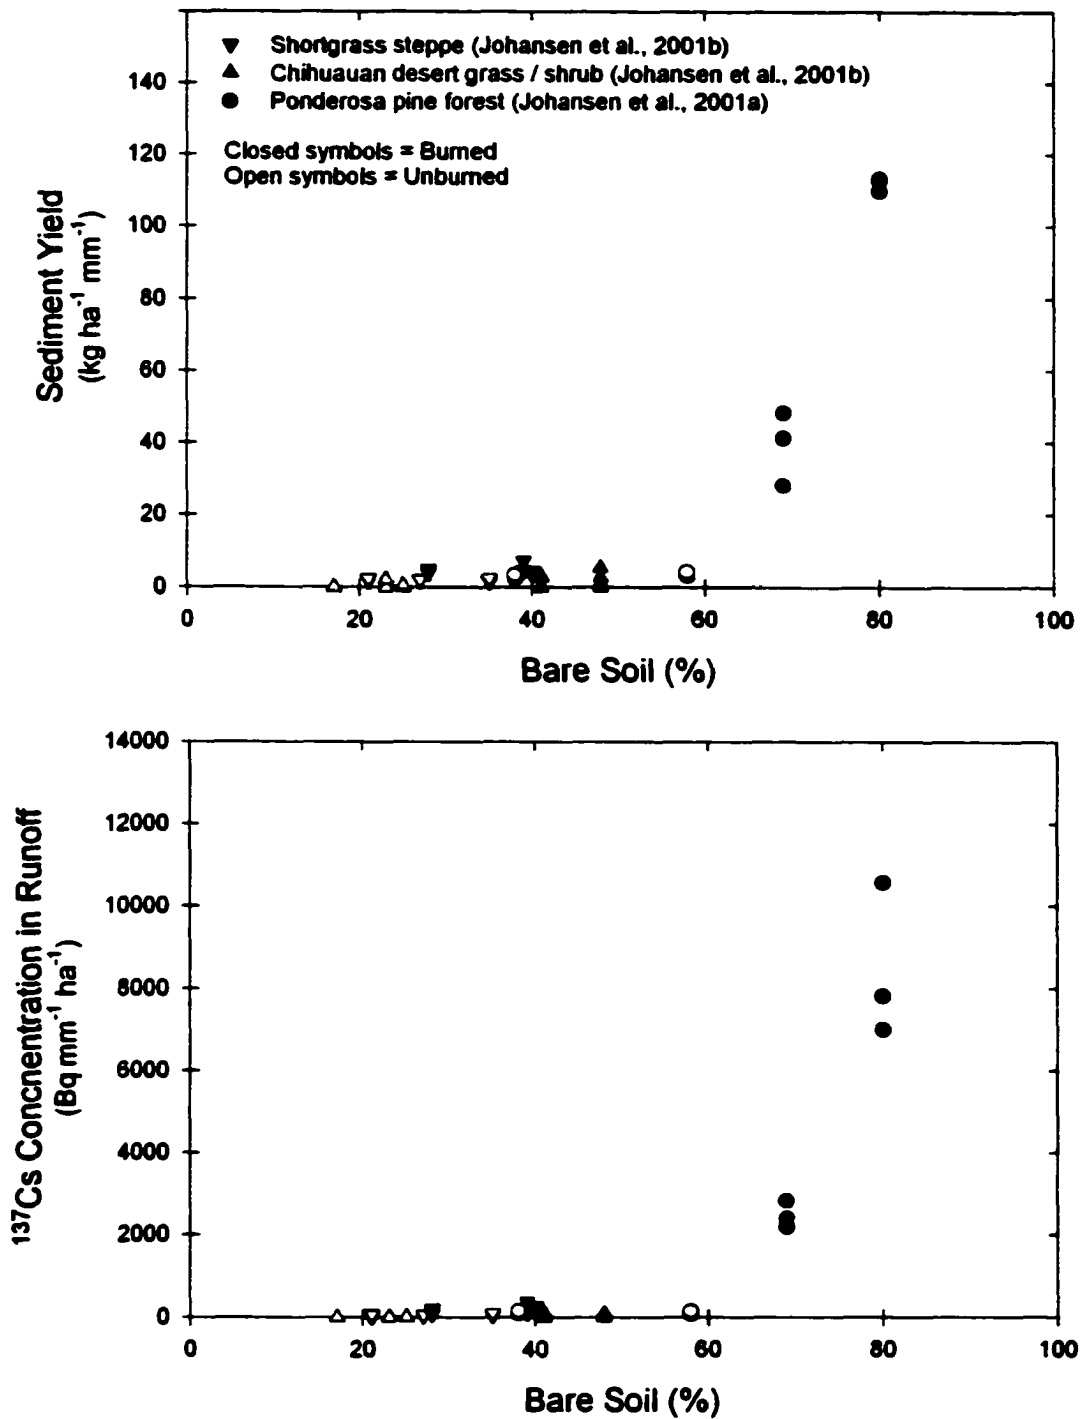 Shortgrass steppe (Johansen et al., 2001b)
Chihuauan desert grass / shrub (Johansen et al., 2001b)
Ponderosa pine forest (Johansen et al., 2001a)
Closed symbols = Burned
Open symbols = Unburned
Sediment Yield
(kg ha⁻¹ mm⁻¹)
140
120
100
80
60
40
20
0
0 20 40 60 80 100
Bare Soil (%)
¹³⁷Cs Concnentration in Runoff
(Bq mm⁻¹ ha⁻¹)
14000
12000
10000
8000
6000
4000
2000
0
0 20 40 60 80 100
Bare Soil (%)